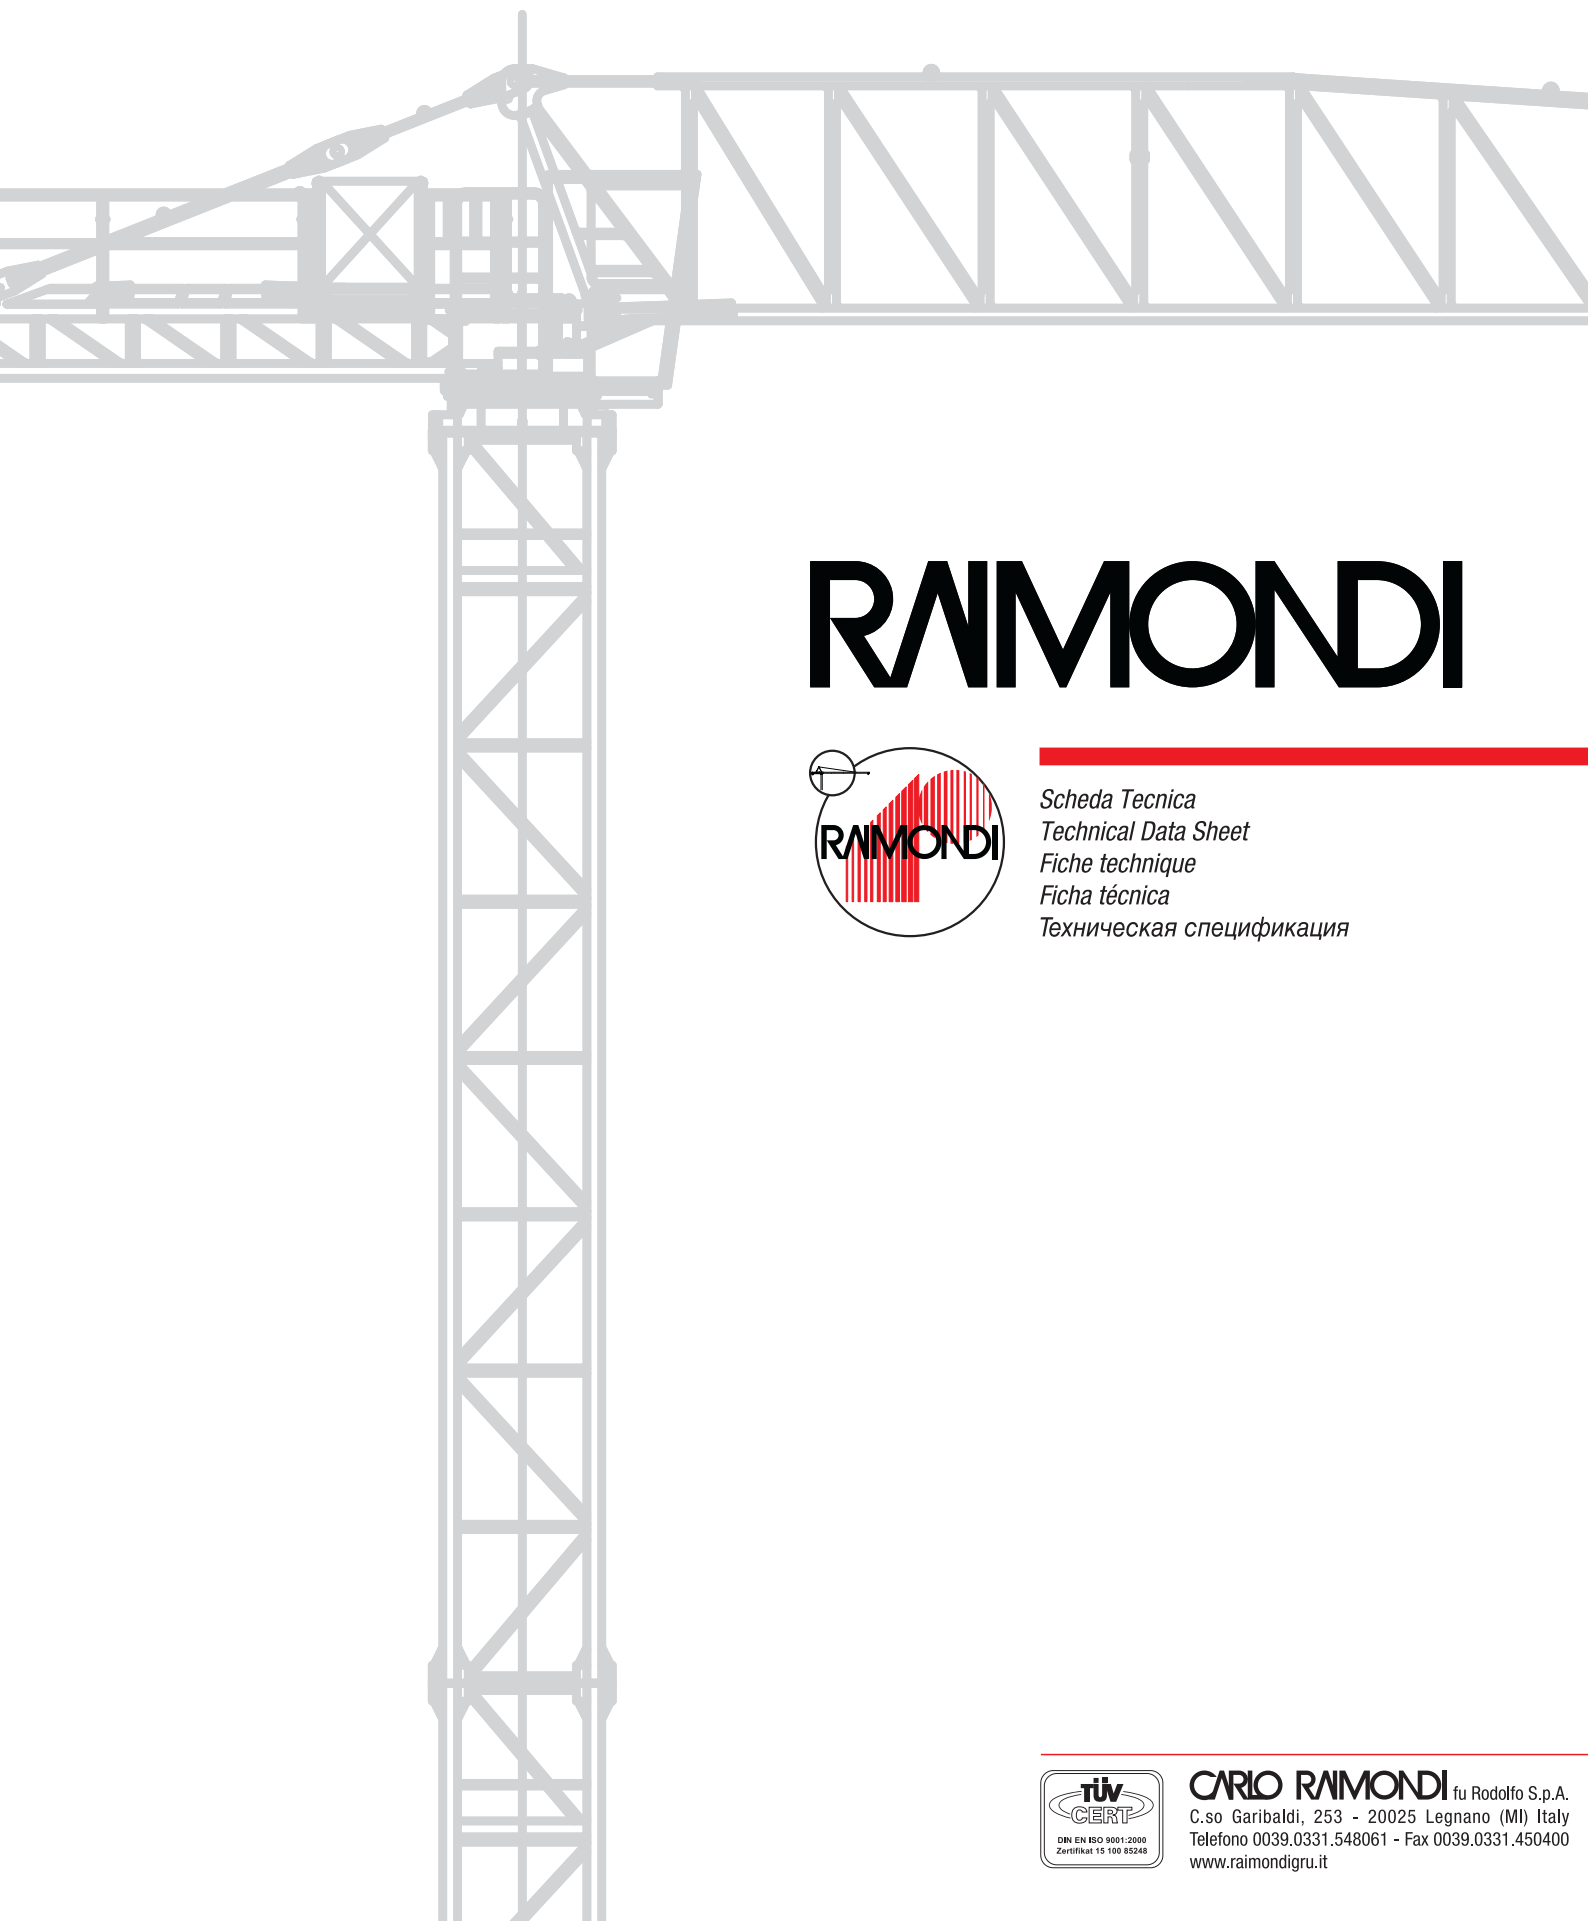 RAIMONDI
RAIMONDI
Scheda Tecnica
Technical Data Sheet
Fiche technique
Ficha técnica
Техническая спецификация
TÜV
CERT
DIN EN ISO 9001:2000
Zertifikat 15 100 85248
CARLO RAIMONDI fu Rodolfo S.p.A.
C.so Garibaldi, 253 - 20025 Legnano (MI) Italy
Telefono 0039.0331.548061 - Fax 0039.0331.450400
www.raimondigru.it